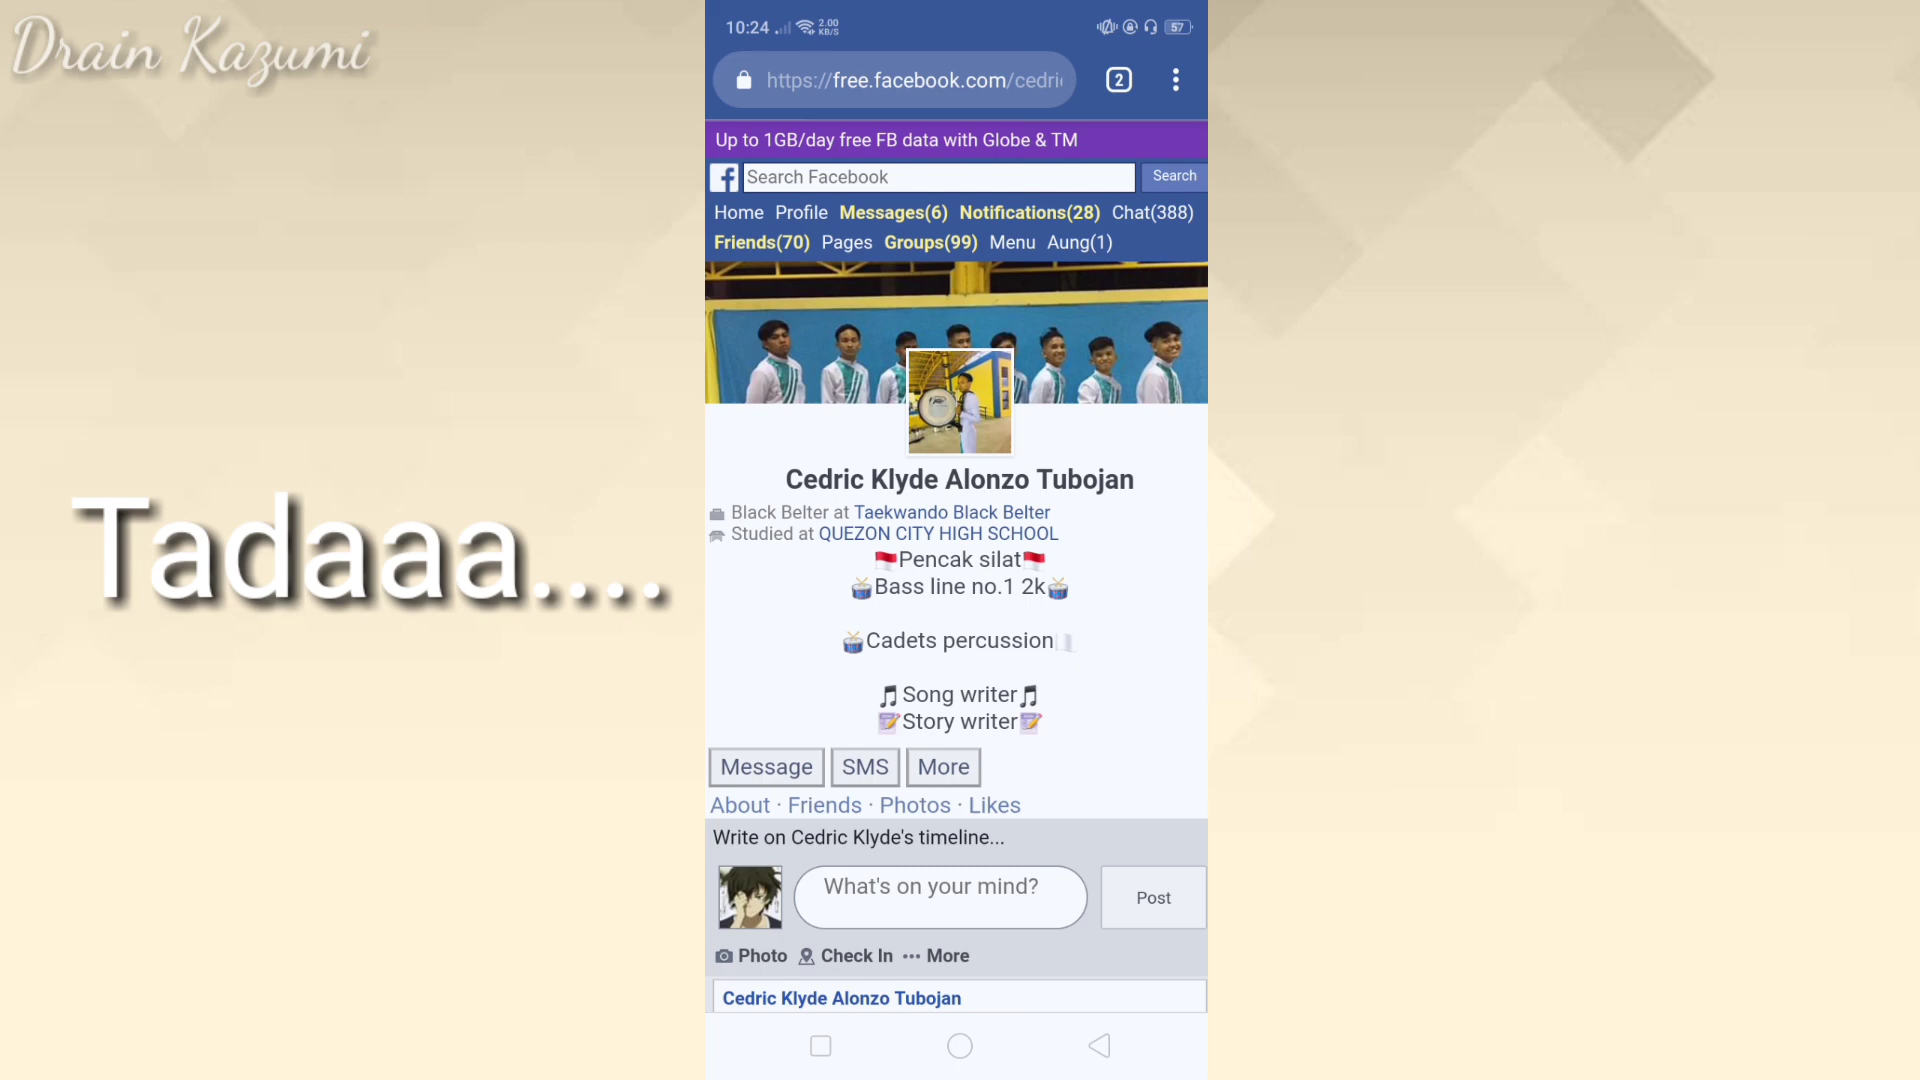 Drain Kazumi
Tadaaa....
10:24 2.00 KB/S 57
https://free.facebook.com/cedri
2
Up to 1GB/day free FB data with Globe & TM
Search Facebook Search
Home Profile Messages(6) Notifications(28) Chat(388)
Friends(70) Pages Groups(99) Menu Aung(1)
Cedric Klyde Alonzo Tubojan
Black Belter at Taekwando Black Belter
Studied at QUEZON CITY HIGH SCHOOL
🇮🇩Pencak silat🇮🇩
🥁Bass line no.1 2k🥁
🥁Cadets percussion
🎵Song writer🎵
📝Story writer📝
Message SMS More
About · Friends · Photos · Likes
Write on Cedric Klyde's timeline...
What's on your mind? Post
Photo Check In ••• More
Cedric Klyde Alonzo Tubojan